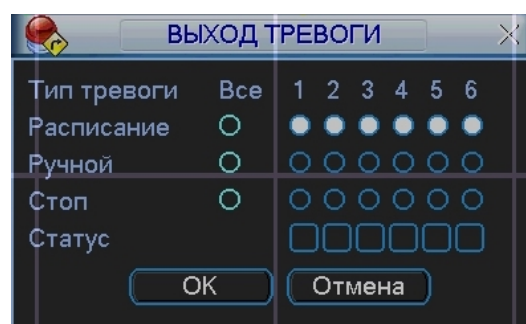 ВЫХОД ТРЕВОГИ
Тип тревоги Все 1 2 3 4 5 6
Расписание
Ручной
Стоп
Статус
OK Отмена